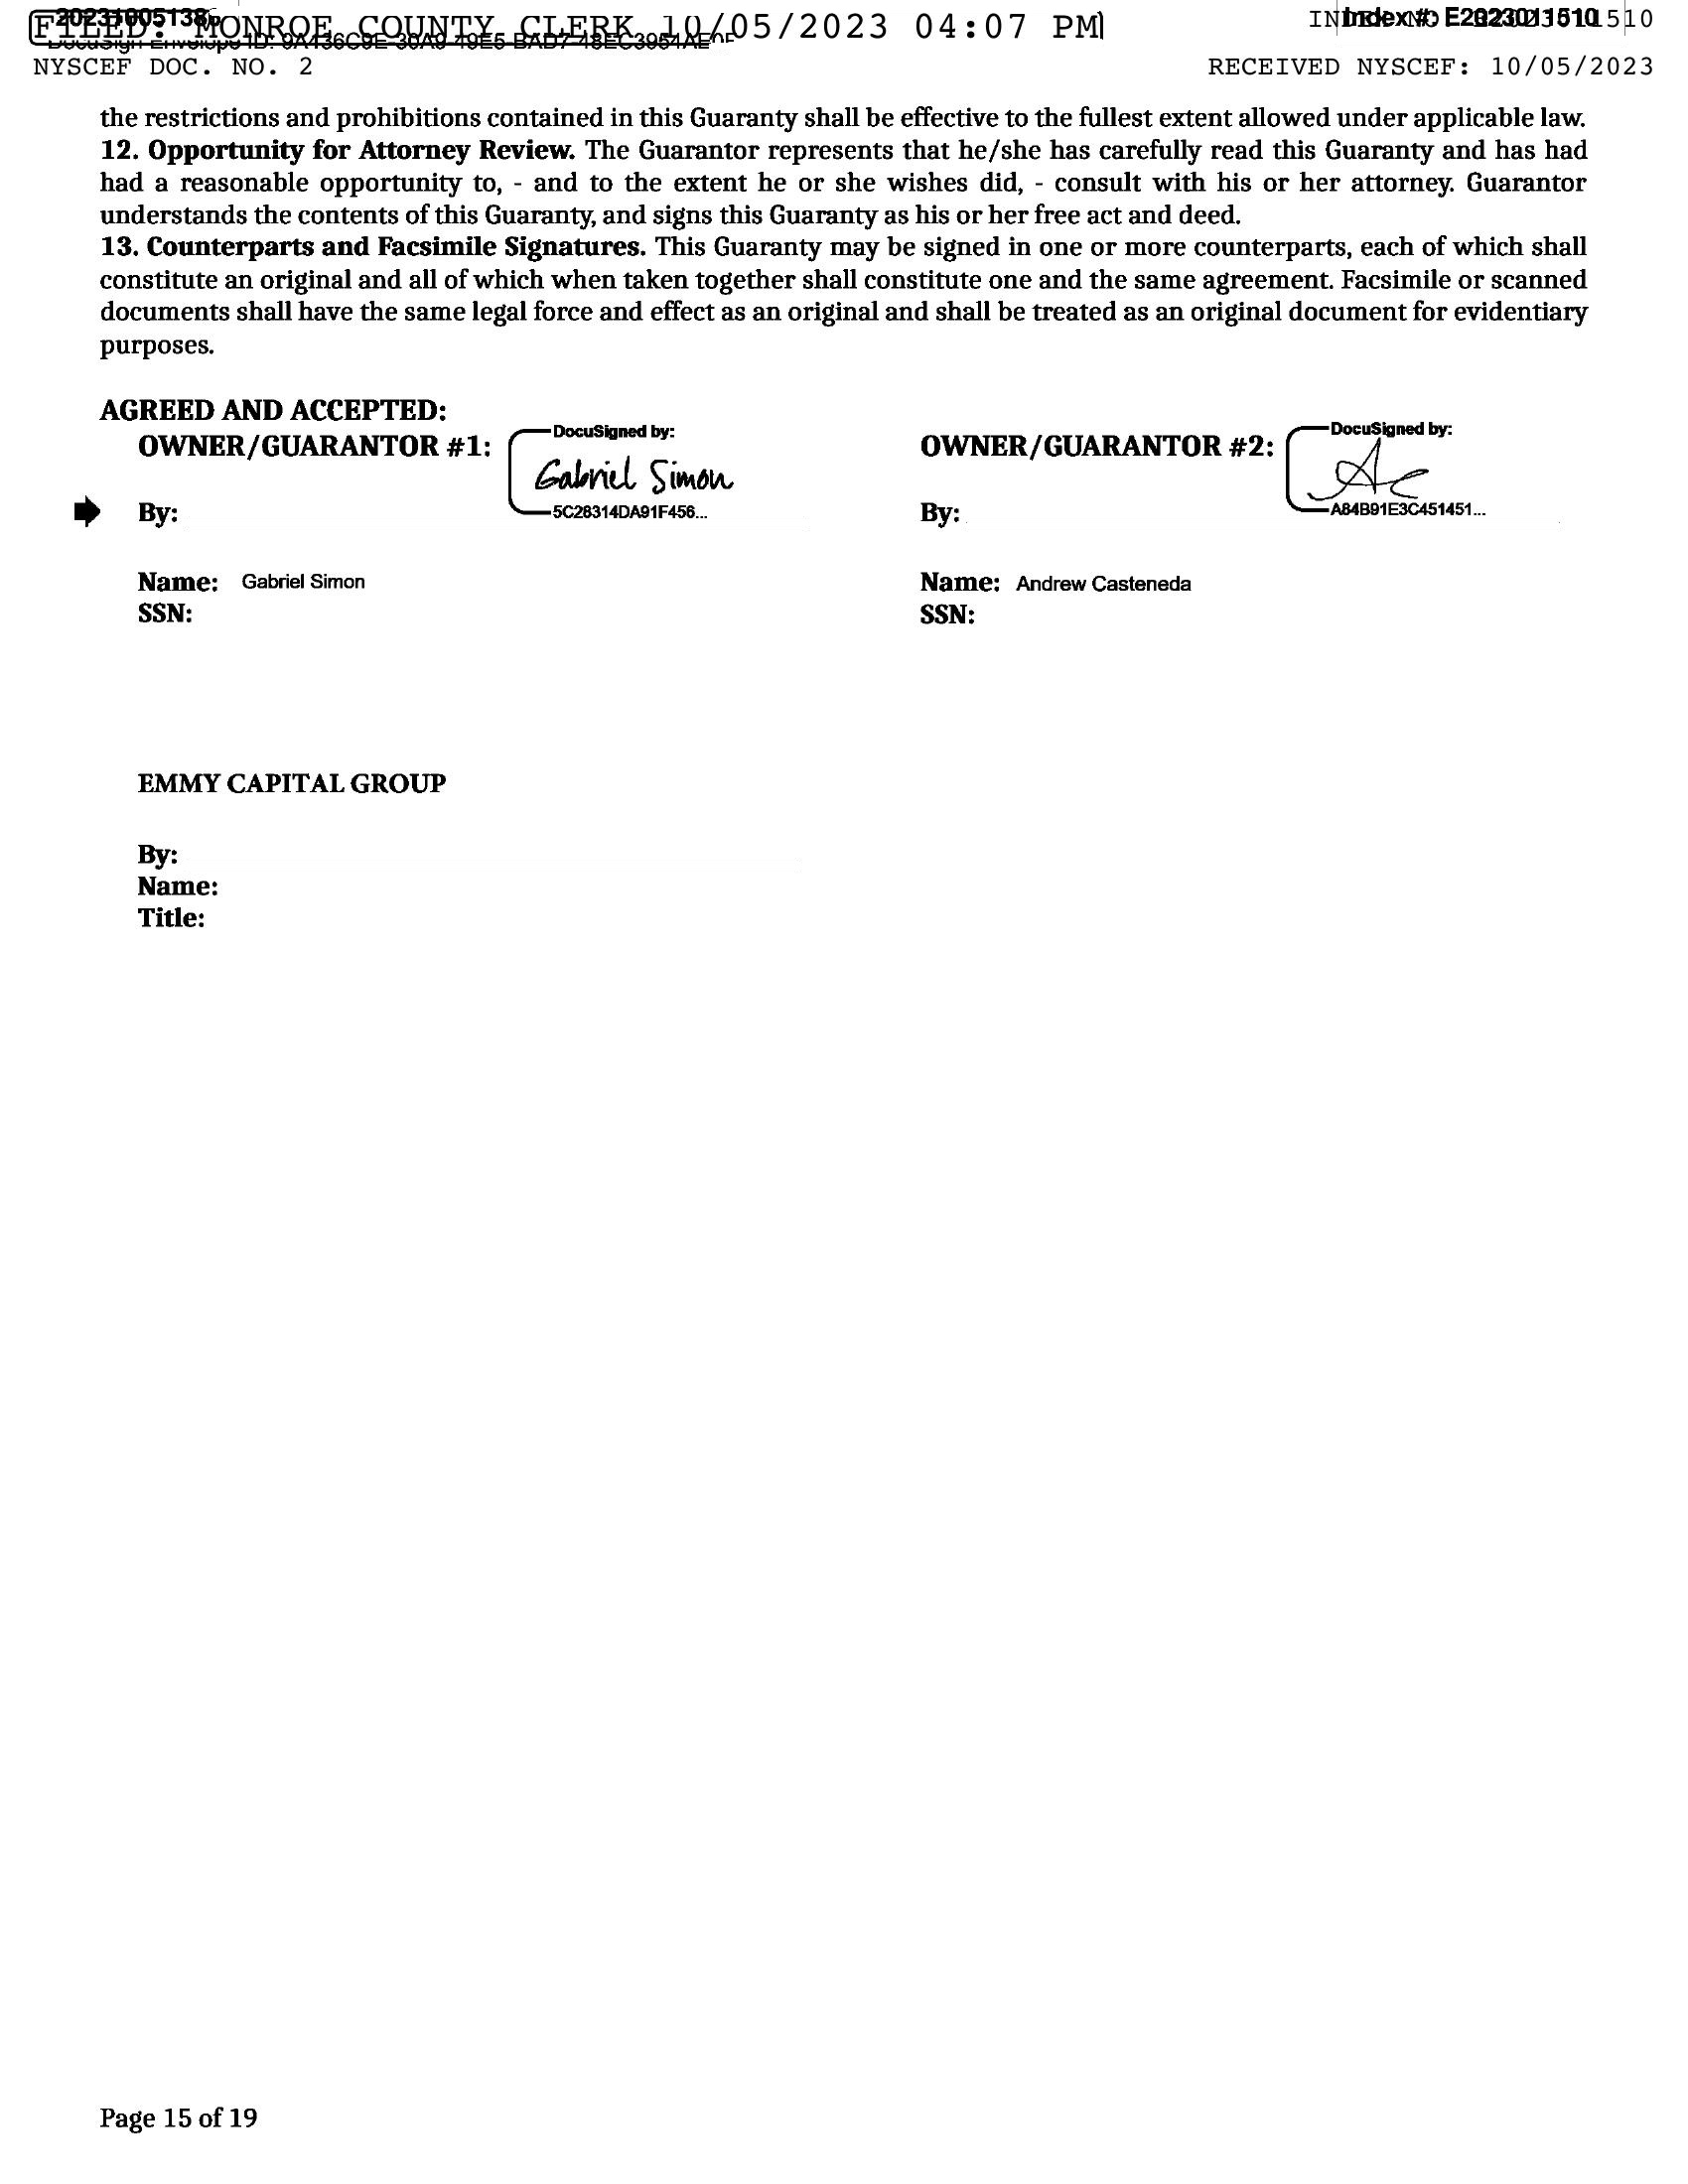 FILED: MONROE COUNTY CLERK 10/05/2023 04:07 PM
202310051386
INDEX NO. E2023011510
Index #: E2023011510
NYSCEF DOC. NO. 2
RECEIVED NYSCEF: 10/05/2023
the restrictions and prohibitions contained in this Guaranty shall be effective to the fullest extent allowed under applicable law.
12. Opportunity for Attorney Review. The Guarantor represents that he/she has carefully read this Guaranty and has had
had a reasonable opportunity to, - and to the extent he or she wishes did, - consult with his or her attorney. Guarantor
understands the contents of this Guaranty, and signs this Guaranty as his or her free act and deed.
13. Counterparts and Facsimile Signatures. This Guaranty may be signed in one or more counterparts, each of which shall
constitute an original and all of which when taken together shall constitute one and the same agreement. Facsimile or scanned
documents shall have the same legal force and effect as an original and shall be treated as an original document for evidentiary
purposes.
AGREED AND ACCEPTED:
OWNER/GUARANTOR #1:
DocuSigned by:
Gabriel Simon
5C28314DA91F456...
By:
Name: Gabriel Simon
SSN:
OWNER/GUARANTOR #2:
DocuSigned by:
A84B91E3C451451...
By:
Name: Andrew Casteneda
SSN:
EMMY CAPITAL GROUP
By:
Name:
Title:
Page 15 of 19